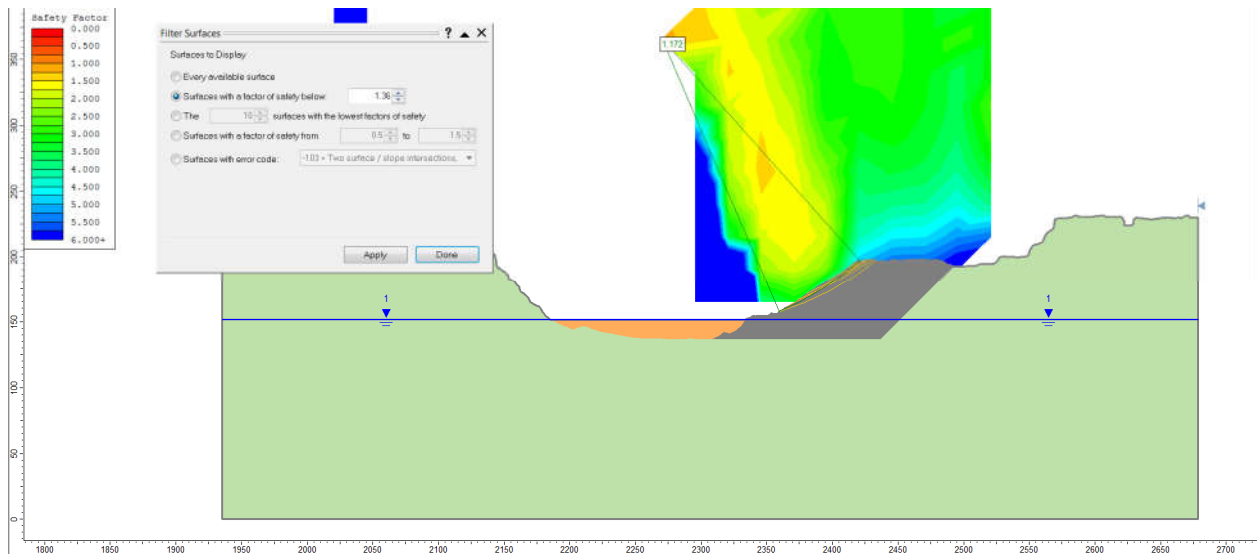 Safety Factor
0.000
0.500
1.000
1.500
2.000
2.500
3.000
3.500
4.000
4.500
5.000
5.500
6.000+
Filter Surfaces
?
Surfaces to Display
Every available surface
Surfaces with a factor of safety below: 1.36
The 10 surfaces with the lowest factors of safety
Surfaces with a factor of safety from 0.5 to 1.5
Surfaces with error code: -103 • Two surface / slope intersections,
Apply Done
1.172
1
1
350
300
250
200
150
100
50
0
1800 1850 1900 1950 2000 2050 2100 2150 2200 2250 2300 2350 2400 2450 2500 2550 2600 2650 2700